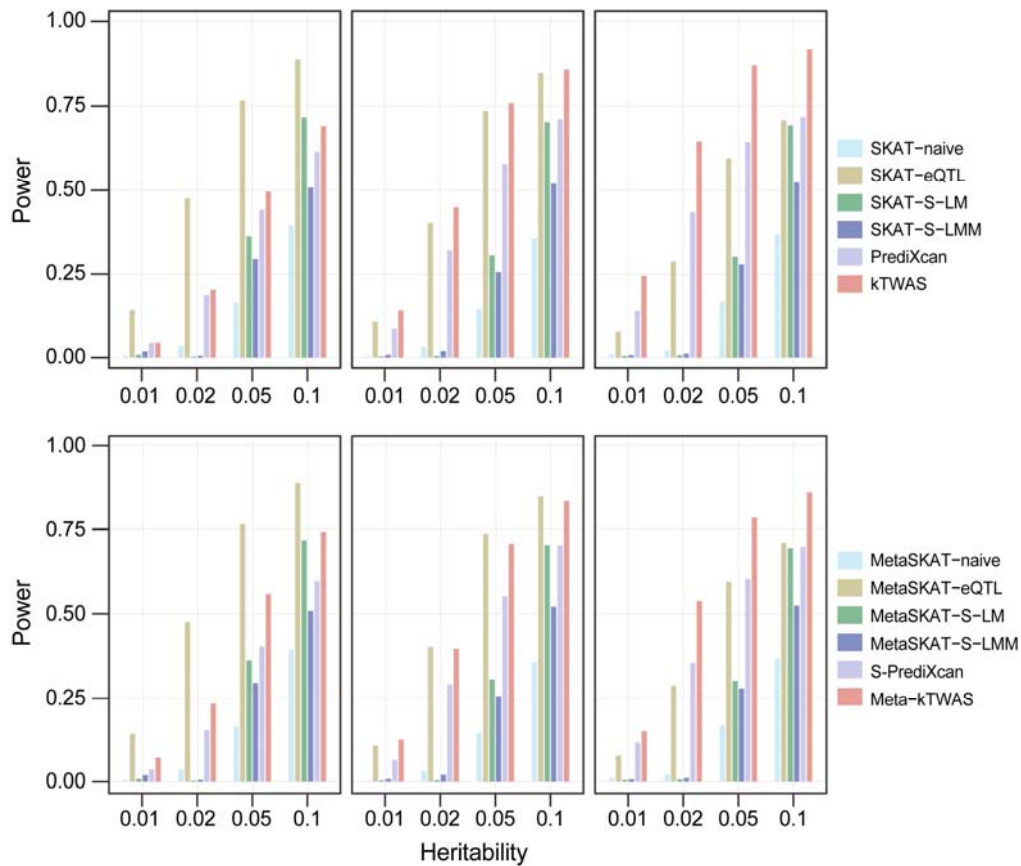 1.00
0.75
0.50
0.25
0.00
Power
0.01 0.02 0.05 0.1
0.01 0.02 0.05 0.1
0.01 0.02 0.05 0.1
SKAT−naive
SKAT−eQTL
SKAT−S−LM
SKAT−S−LMM
PrediXcan
kTWAS
1.00
0.75
0.50
0.25
0.00
Power
0.01 0.02 0.05 0.1
0.01 0.02 0.05 0.1
0.01 0.02 0.05 0.1
Heritability
MetaSKAT−naive
MetaSKAT−eQTL
MetaSKAT−S−LM
MetaSKAT−S−LMM
S-PrediXcan
Meta−kTWAS